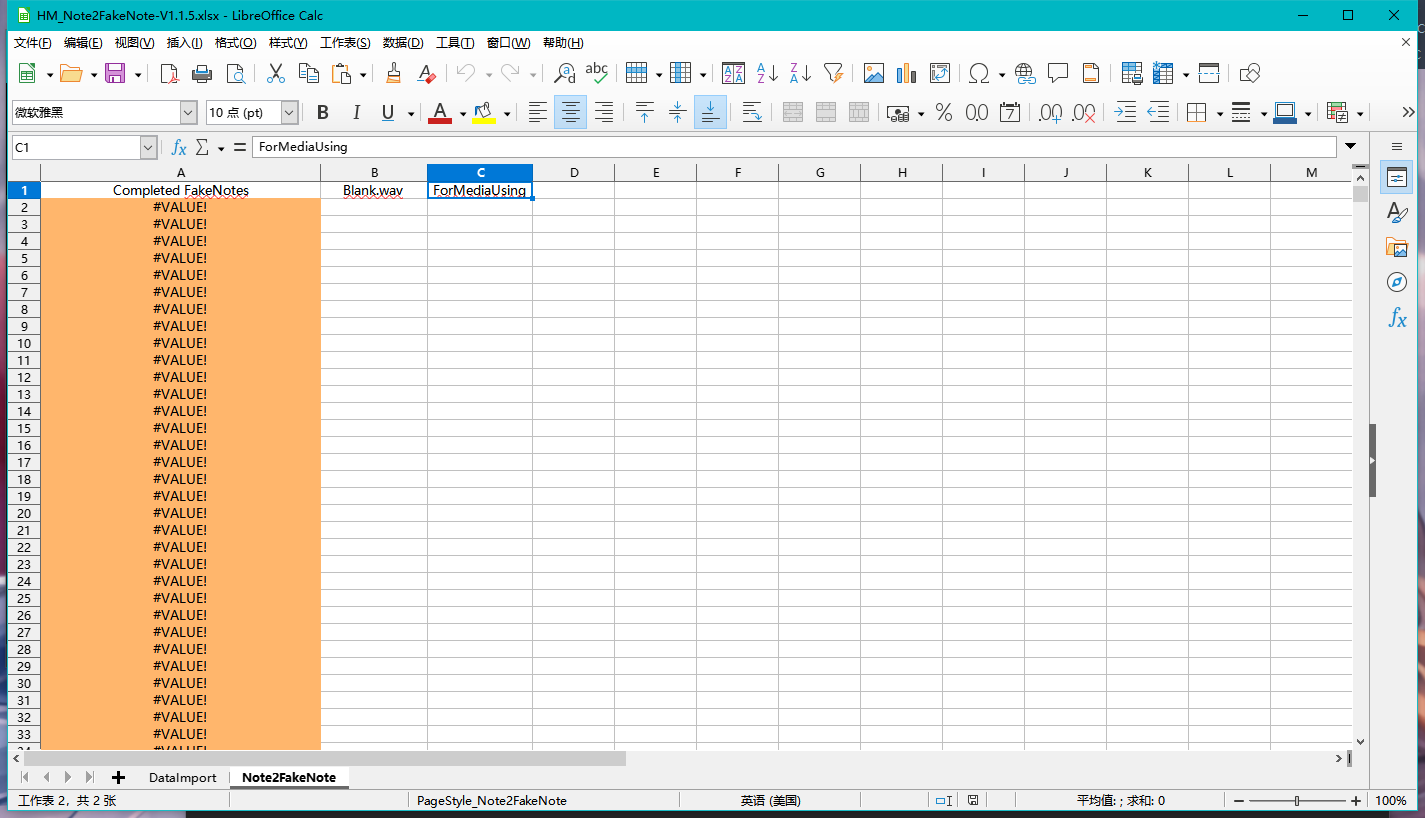 HM_Note2FakeNote-V1.1.5.xlsx - LibreOffice Calc
文件(F) 编辑(E) 视图(V) 插入(I) 格式(O) 样式(Y) 工作表(S) 数据(D) 工具(T) 窗口(W) 帮助(H)
微软雅黑 10 点 (pt)
C1 ForMediaUsing
A B C D E F G H I J K L M
1 Completed FakeNotes Blank.wav ForMediaUsing
2 #VALUE!
3 #VALUE!
4 #VALUE!
5 #VALUE!
6 #VALUE!
7 #VALUE!
8 #VALUE!
9 #VALUE!
10 #VALUE!
11 #VALUE!
12 #VALUE!
13 #VALUE!
14 #VALUE!
15 #VALUE!
16 #VALUE!
17 #VALUE!
18 #VALUE!
19 #VALUE!
20 #VALUE!
21 #VALUE!
22 #VALUE!
23 #VALUE!
24 #VALUE!
25 #VALUE!
26 #VALUE!
27 #VALUE!
28 #VALUE!
29 #VALUE!
30 #VALUE!
31 #VALUE!
32 #VALUE!
33 #VALUE!
34 #VALUE!
DataImport Note2FakeNote
工作表 2，共 2 张 PageStyle_Note2FakeNote 英语 (美国) 平均值: ; 求和: 0 100%